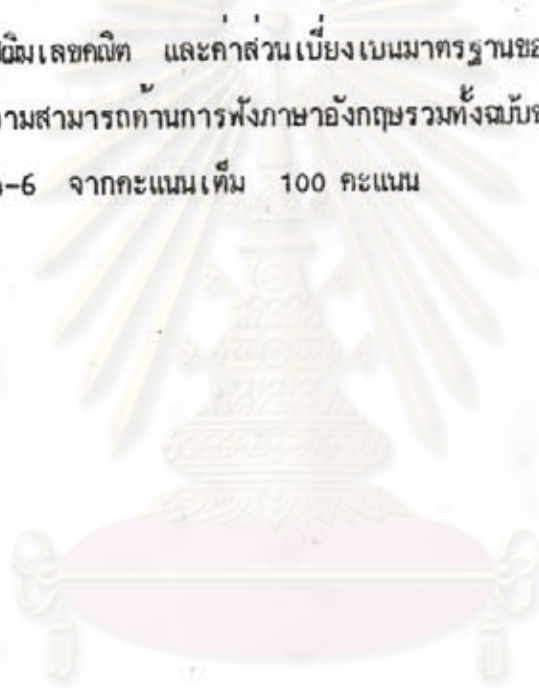 เลขคณิต และค่าส่วนเบี่ยงเบนมาตรฐานขอ
ามสามารถด้านการฟังภาษาอังกฤษรวมทั้งฉบับข
-6 จากคะแนนเต็ม 100 คะแนน